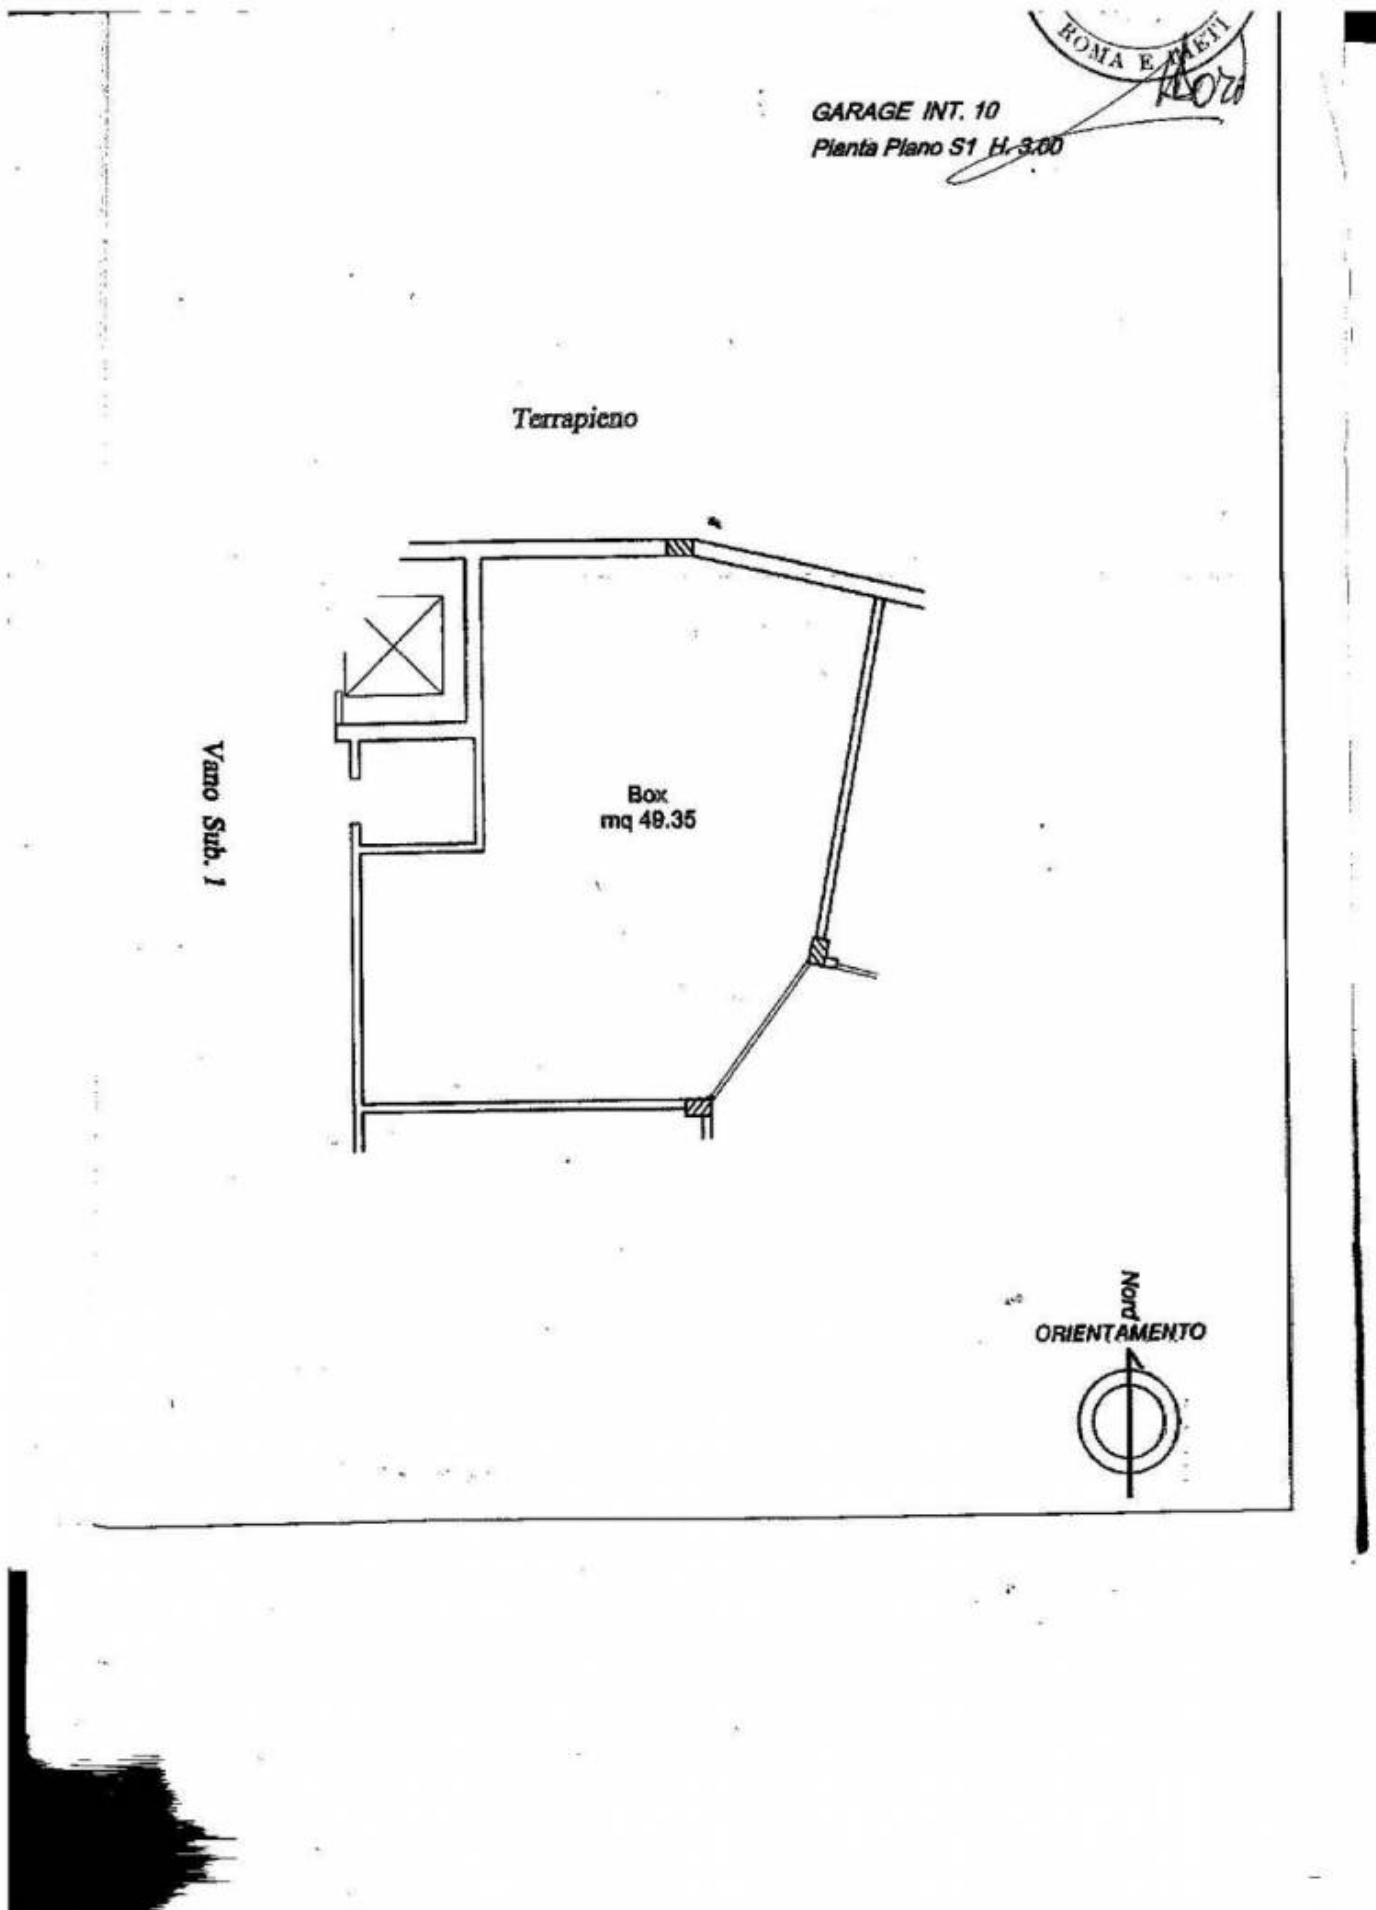 ROMA E RIETI
GARAGE INT. 10
Pianta Piano S1 H. 3.00
Terrapieno
Vano Sub. 1
Box
mq 49.35
Nord
ORIENTAMENTO